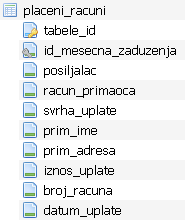 placeni_racuni
tabele_id
id_mesecna_zaduzenja
posiljalac
racun_primaoca
svrha_uplate
prim_ime
prim_adresa
iznos_uplate
broj_racuna
datum_uplate